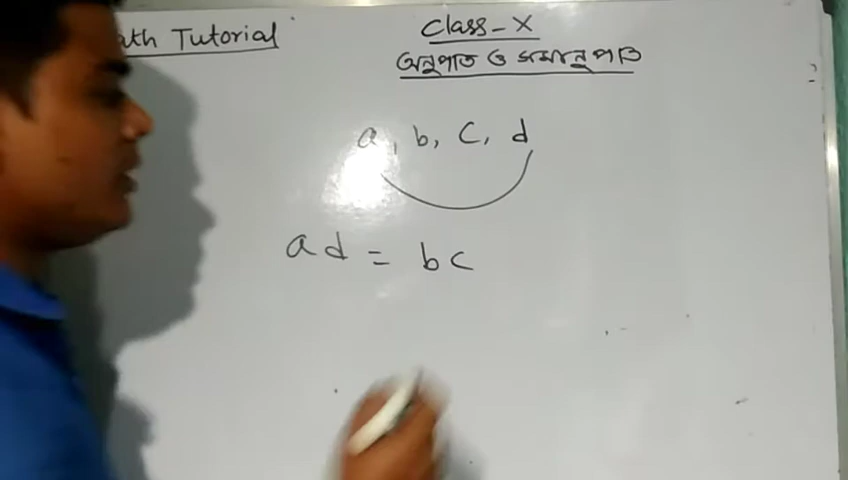 ath Tutorial
Class-X
অনুপাত ও সমানুপাত
a, b, c, d
ad = bc